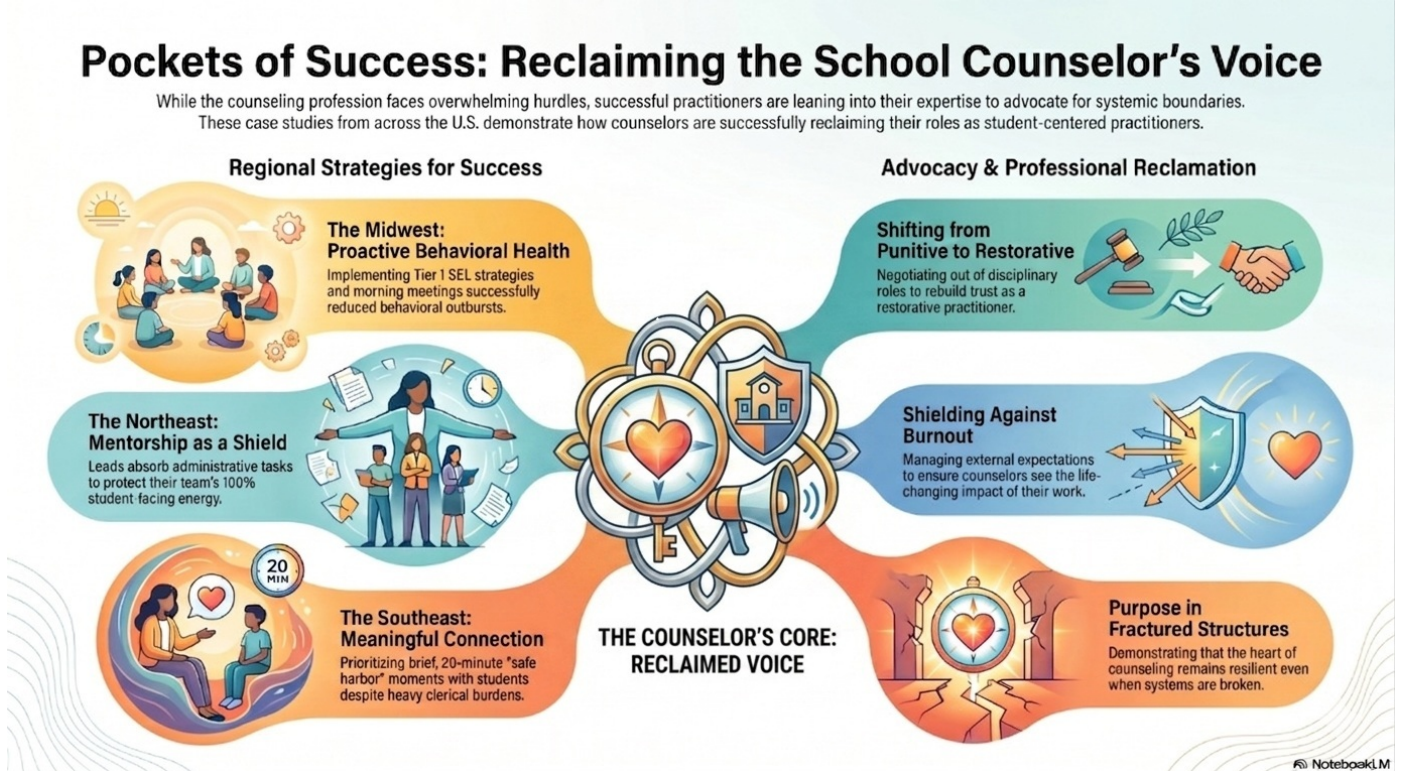 Pockets of Success: Reclaiming the School Counselor's Voice
While the counseling profession faces overwhelming hurdles, successful practitioners are leaning into their expertise to advocate for systemic boundaries.
These case studies from across the U.S. demonstrate how counselors are successfully reclaiming their roles as student-centered practitioners.
Regional Strategies for Success
The Midwest:
Proactive Behavioral Health
Implementing Tier 1 SEL strategies
and morning meetings successfully
reduced behavioral outbursts.
The Northeast:
Mentorship as a Shield
Leads absorb administrative tasks
to protect their team's 100%
student-facing energy.
20
MIN
The Southeast:
Meaningful Connection
Prioritizing brief, 20-minute "safe
harbor" moments with students
despite heavy clerical burdens.
THE COUNSELOR'S CORE:
RECLAIMED VOICE
Advocacy & Professional Reclamation
Shifting from
Punitive to Restorative
Negotiating out of disciplinary
roles to rebuild trust as a
restorative practitioner.
Shielding Against
Burnout
Managing external expectations
to ensure counselors see the life-
changing impact of their work.
Purpose in
Fractured Structures
Demonstrating that the heart of
counseling remains resilient even
when systems are broken.
NotebookLM